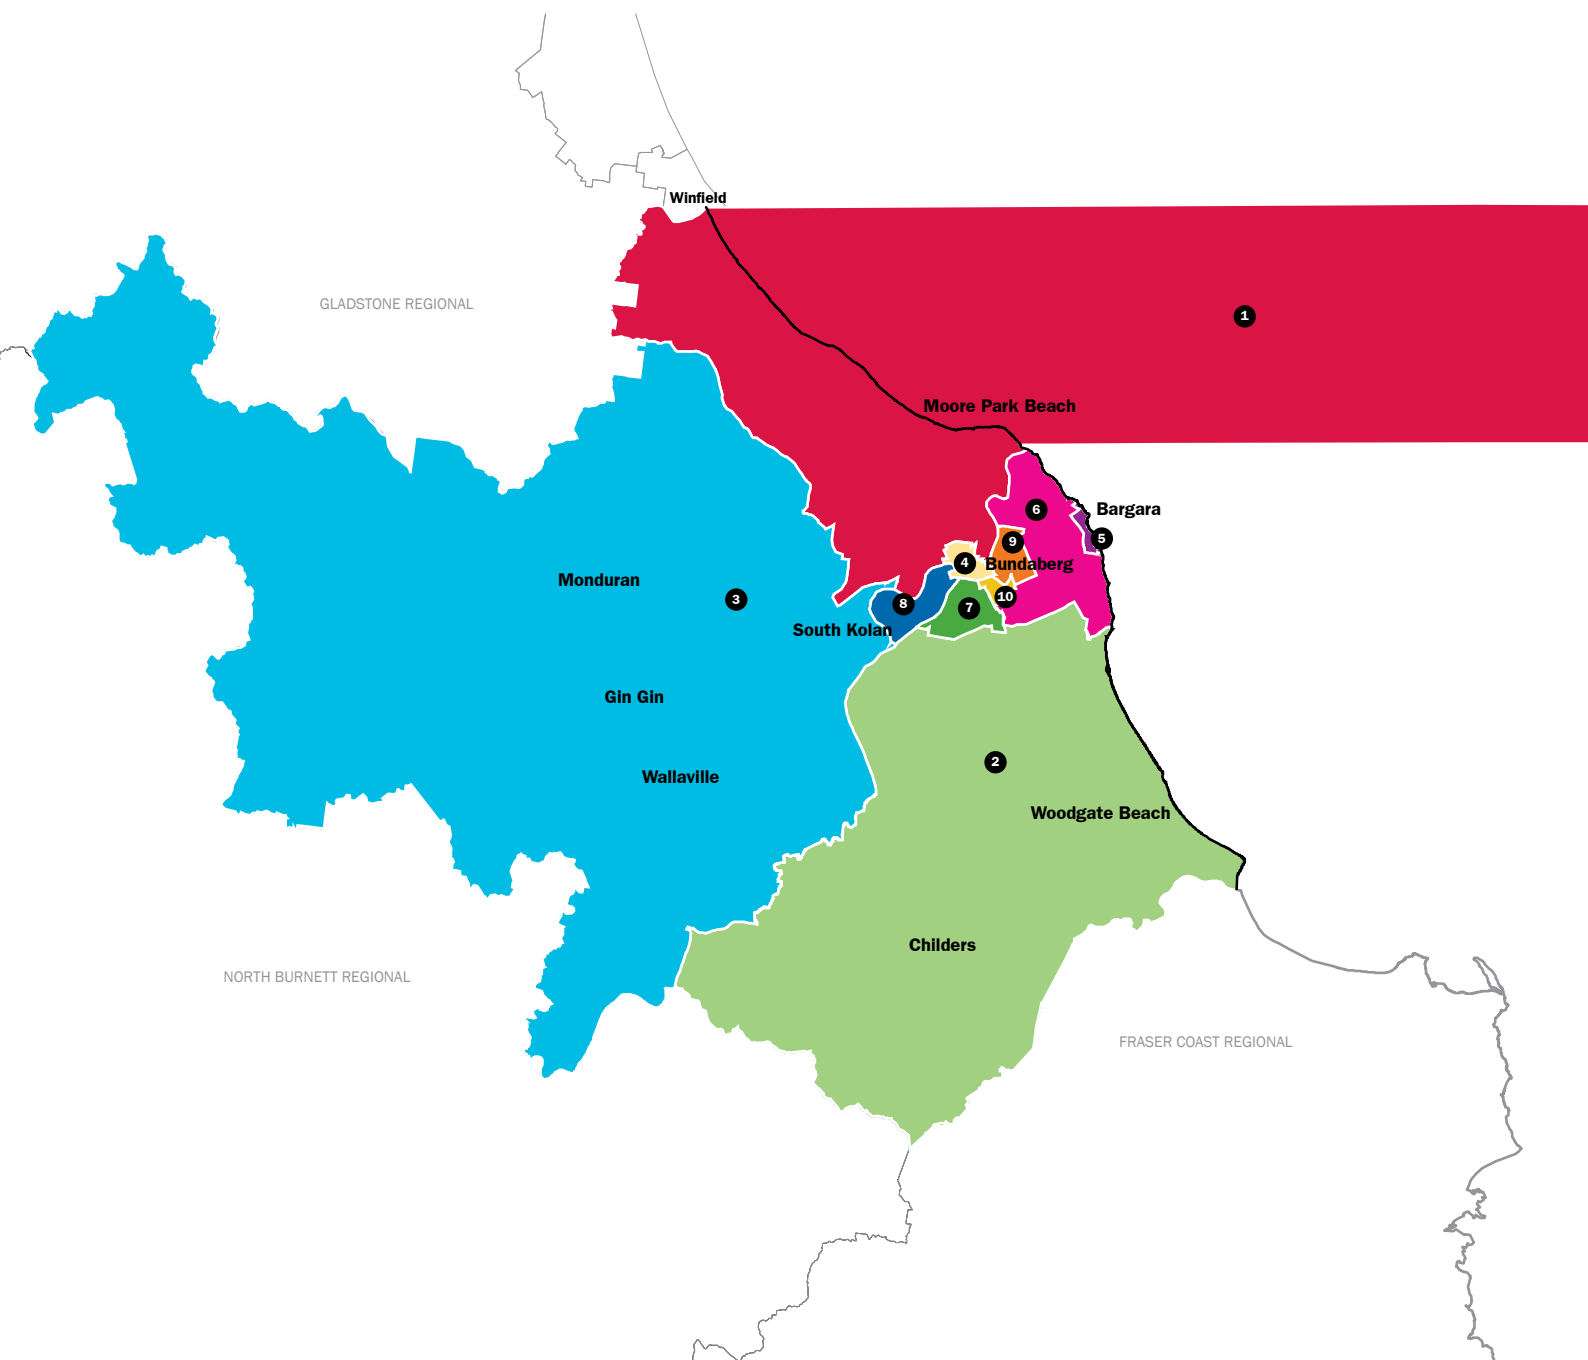 Winfield
GLADSTONE REGIONAL
1
Moore Park Beach
6
Bargara
5
9
4
Bundaberg
Monduran
3
10
8
7
South Kolan
Gin Gin
2
Wallaville
Woodgate Beach
Childers
NORTH BURNETT REGIONAL
FRASER COAST REGIONAL